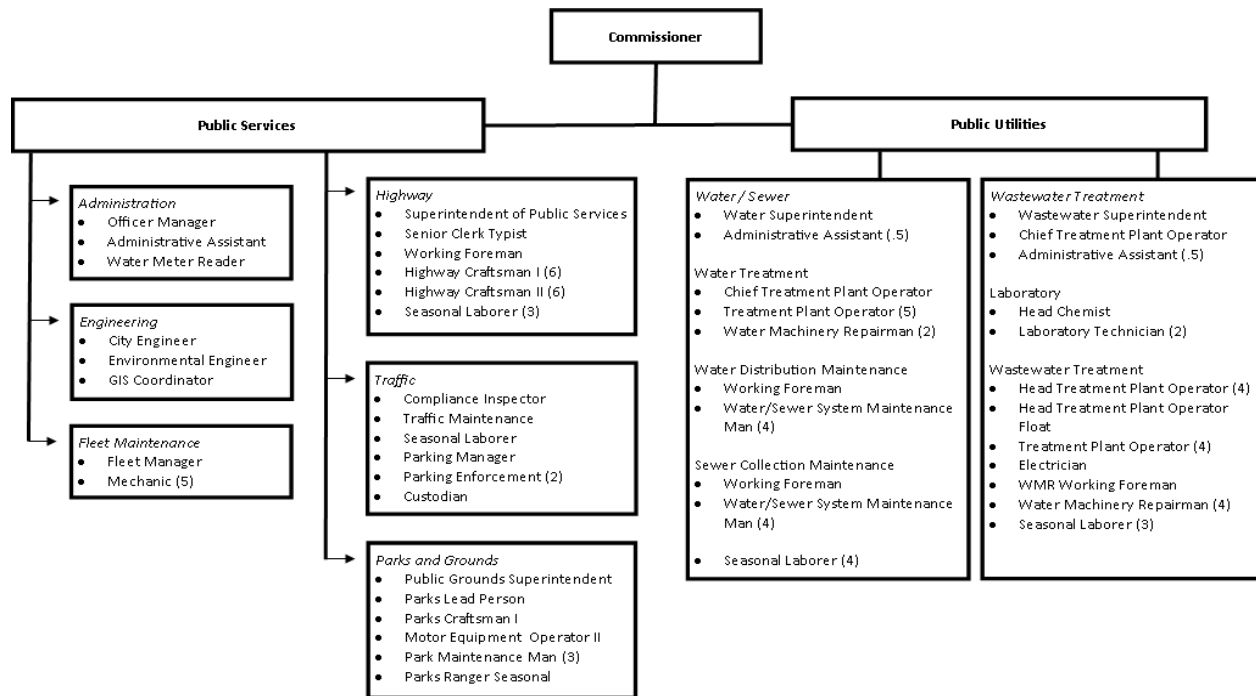 Commissioner
Public Services
Public Utilities
Administration
• Officer Manager
• Administrative Assistant
• Water Meter Reader
Engineering
• City Engineer
• Environmental Engineer
• GIS Coordinator
Fleet Maintenance
• Fleet Manager
• Mechanic (5)
Highway
• Superintendent of Public Services
• Senior Clerk Typist
• Working Foreman
• Highway Craftsman I (6)
• Highway Craftsman II (6)
• Seasonal Laborer (3)
Traffic
• Compliance Inspector
• Traffic Maintenance
• Seasonal Laborer
• Parking Manager
• Parking Enforcement (2)
• Custodian
Parks and Grounds
• Public Grounds Superintendent
• Parks Lead Person
• Parks Craftsman I
• Motor Equipment Operator II
• Park Maintenance Man (3)
• Parks Ranger Seasonal
Water / Sewer
• Water Superintendent
• Administrative Assistant (.5)
Water Treatment
• Chief Treatment Plant Operator
• Treatment Plant Operator (5)
• Water Machinery Repairman (2)
Water Distribution Maintenance
• Working Foreman
• Water/Sewer System Maintenance
Man (4)
Sewer Collection Maintenance
• Working Foreman
• Water/Sewer System Maintenance
Man (4)
• Seasonal Laborer (4)
Wastewater Treatment
• Wastewater Superintendent
• Chief Treatment Plant Operator
• Administrative Assistant (.5)
Laboratory
• Head Chemist
• Laboratory Technician (2)
Wastewater Treatment
• Head Treatment Plant Operator (4)
• Head Treatment Plant Operator
Float
• Treatment Plant Operator (4)
• Electrician
• WMR Working Foreman
• Water Machinery Repairman (4)
• Seasonal Laborer (3)